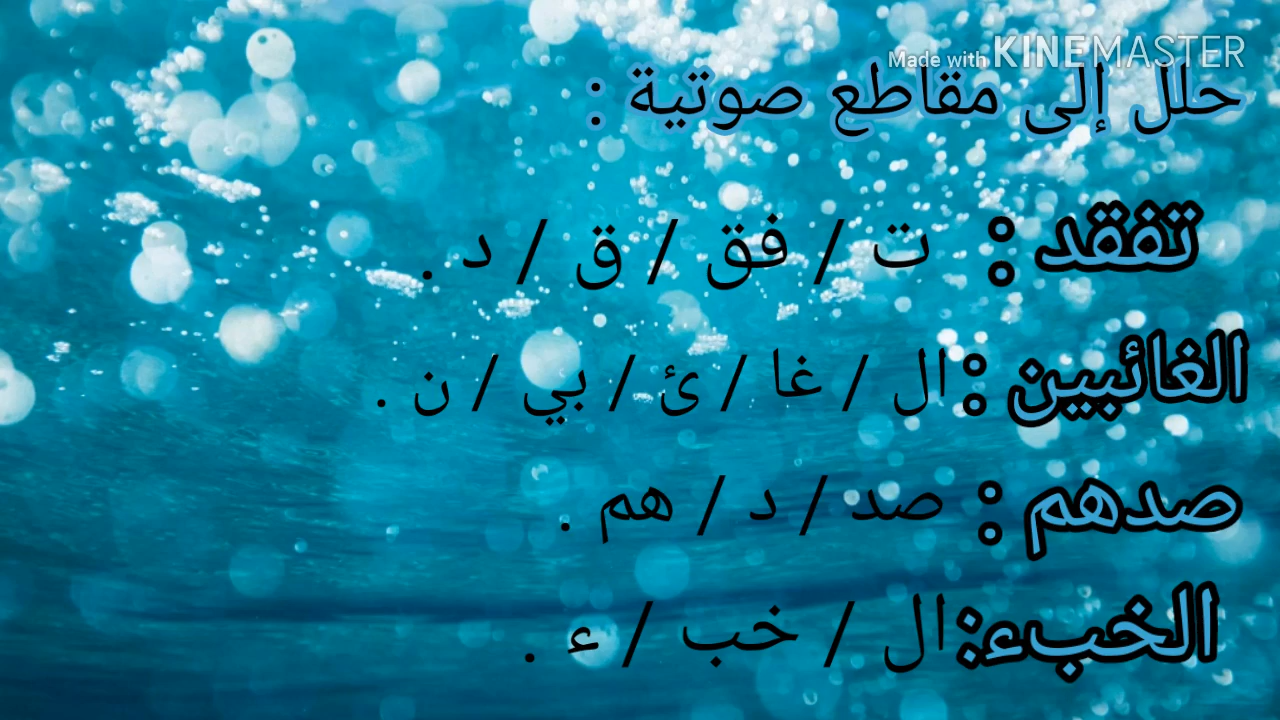 Made with KINEMASTER
حلل إلى مقاطع صوتية :
تفقد : ت / فق / ق / د .
الغائبين : ال / غا / ئ / بي / ن .
صدهم : صد / د / هم .
الخبء: ال / خب / ء .